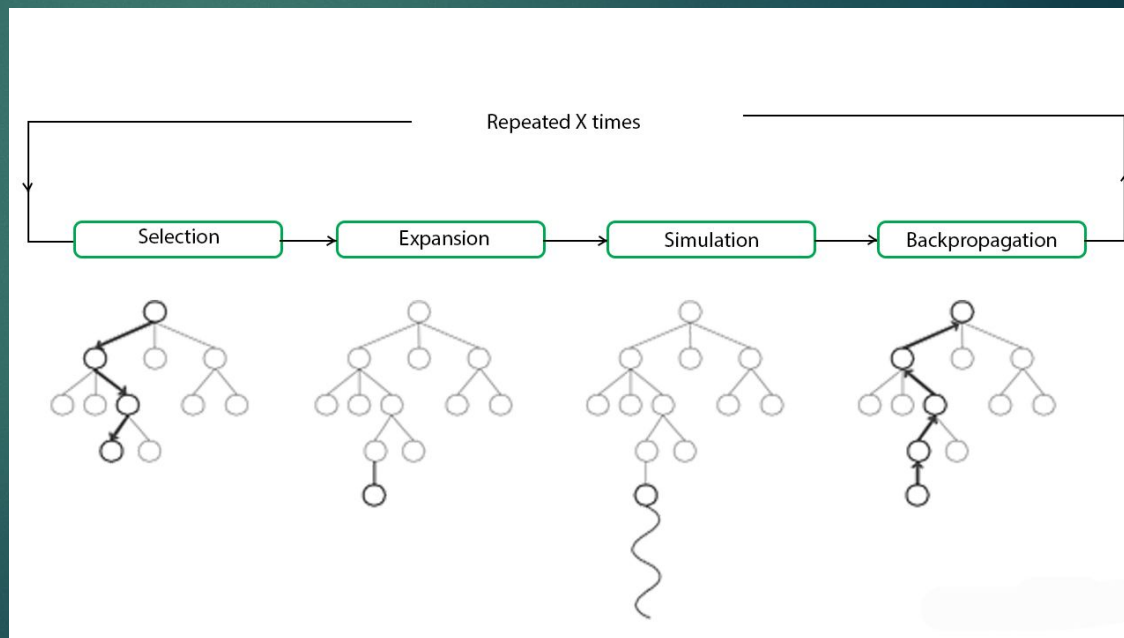 Repeated X times
Selection
Expansion
Simulation
Backpropagation